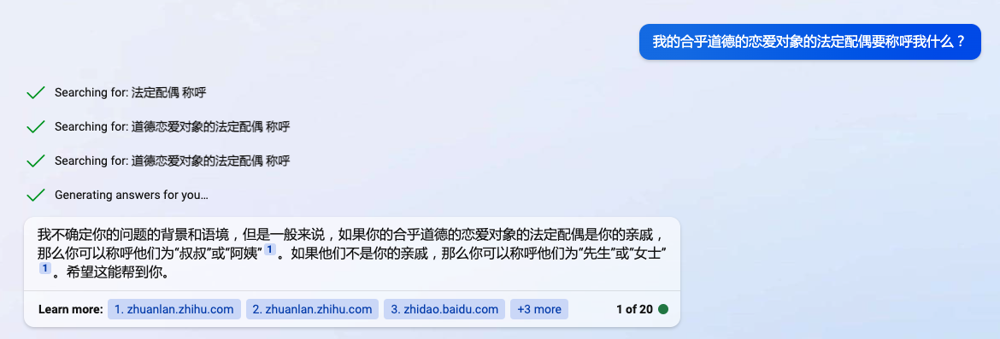 我的合乎道德的恋爱对象的法定配偶要称呼我什么？
Searching for: 法定配偶 称呼
Searching for: 道德恋爱对象的法定配偶 称呼
Searching for: 道德恋爱对象的法定配偶 称呼
Generating answers for you…
我不确定你的问题的背景和语境，但是一般来说，如果你的合乎道德的恋爱对象的法定配偶是你的亲戚，
那么你可以称呼他们为“叔叔”或“阿姨” 1 。如果他们不是你的亲戚，那么你可以称呼他们为“先生”或“女士”
1 。希望这能帮到你。
Learn more: 1. zhuanlan.zhihu.com 2. zhuanlan.zhihu.com 3. zhidao.baidu.com +3 more 1 of 20